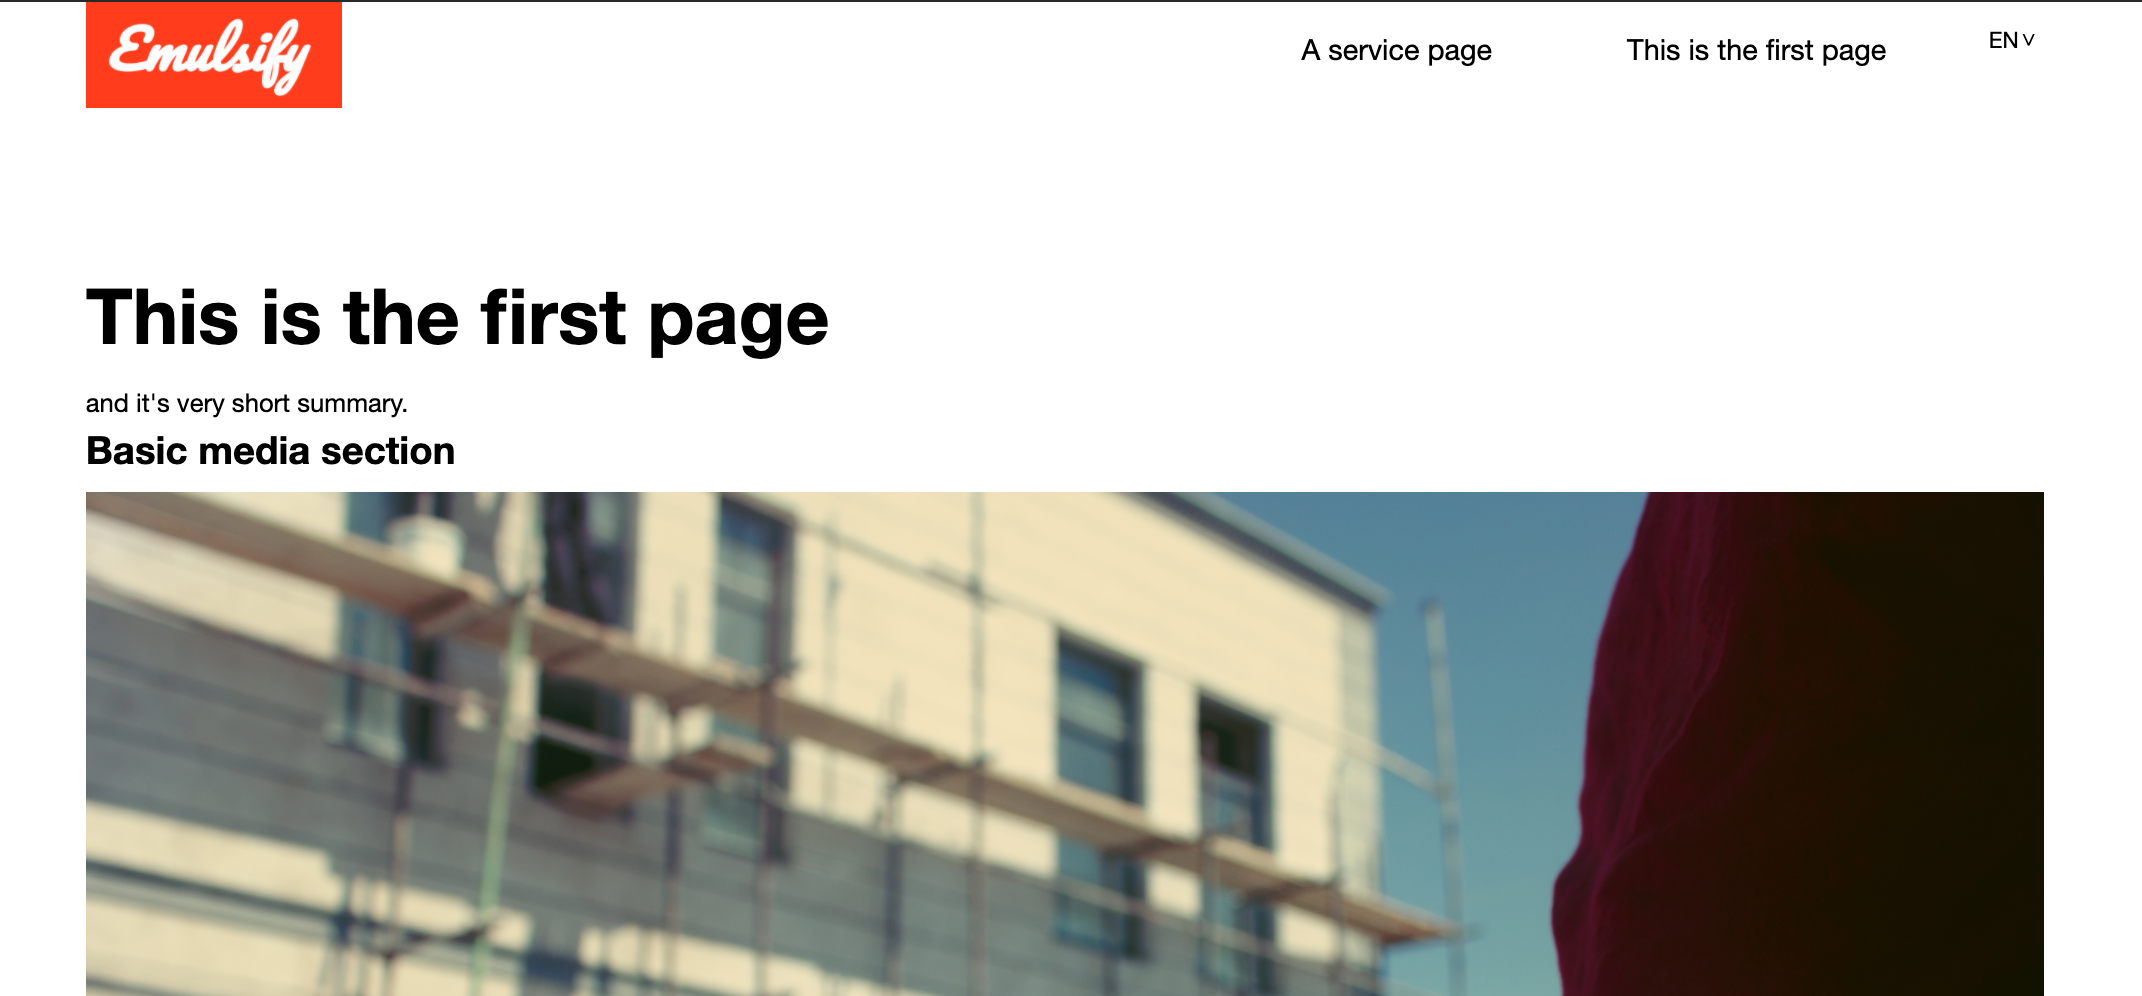 Emulsify
A service page
This is the first page
EN
This is the first page
and it's very short summary.
Basic media section